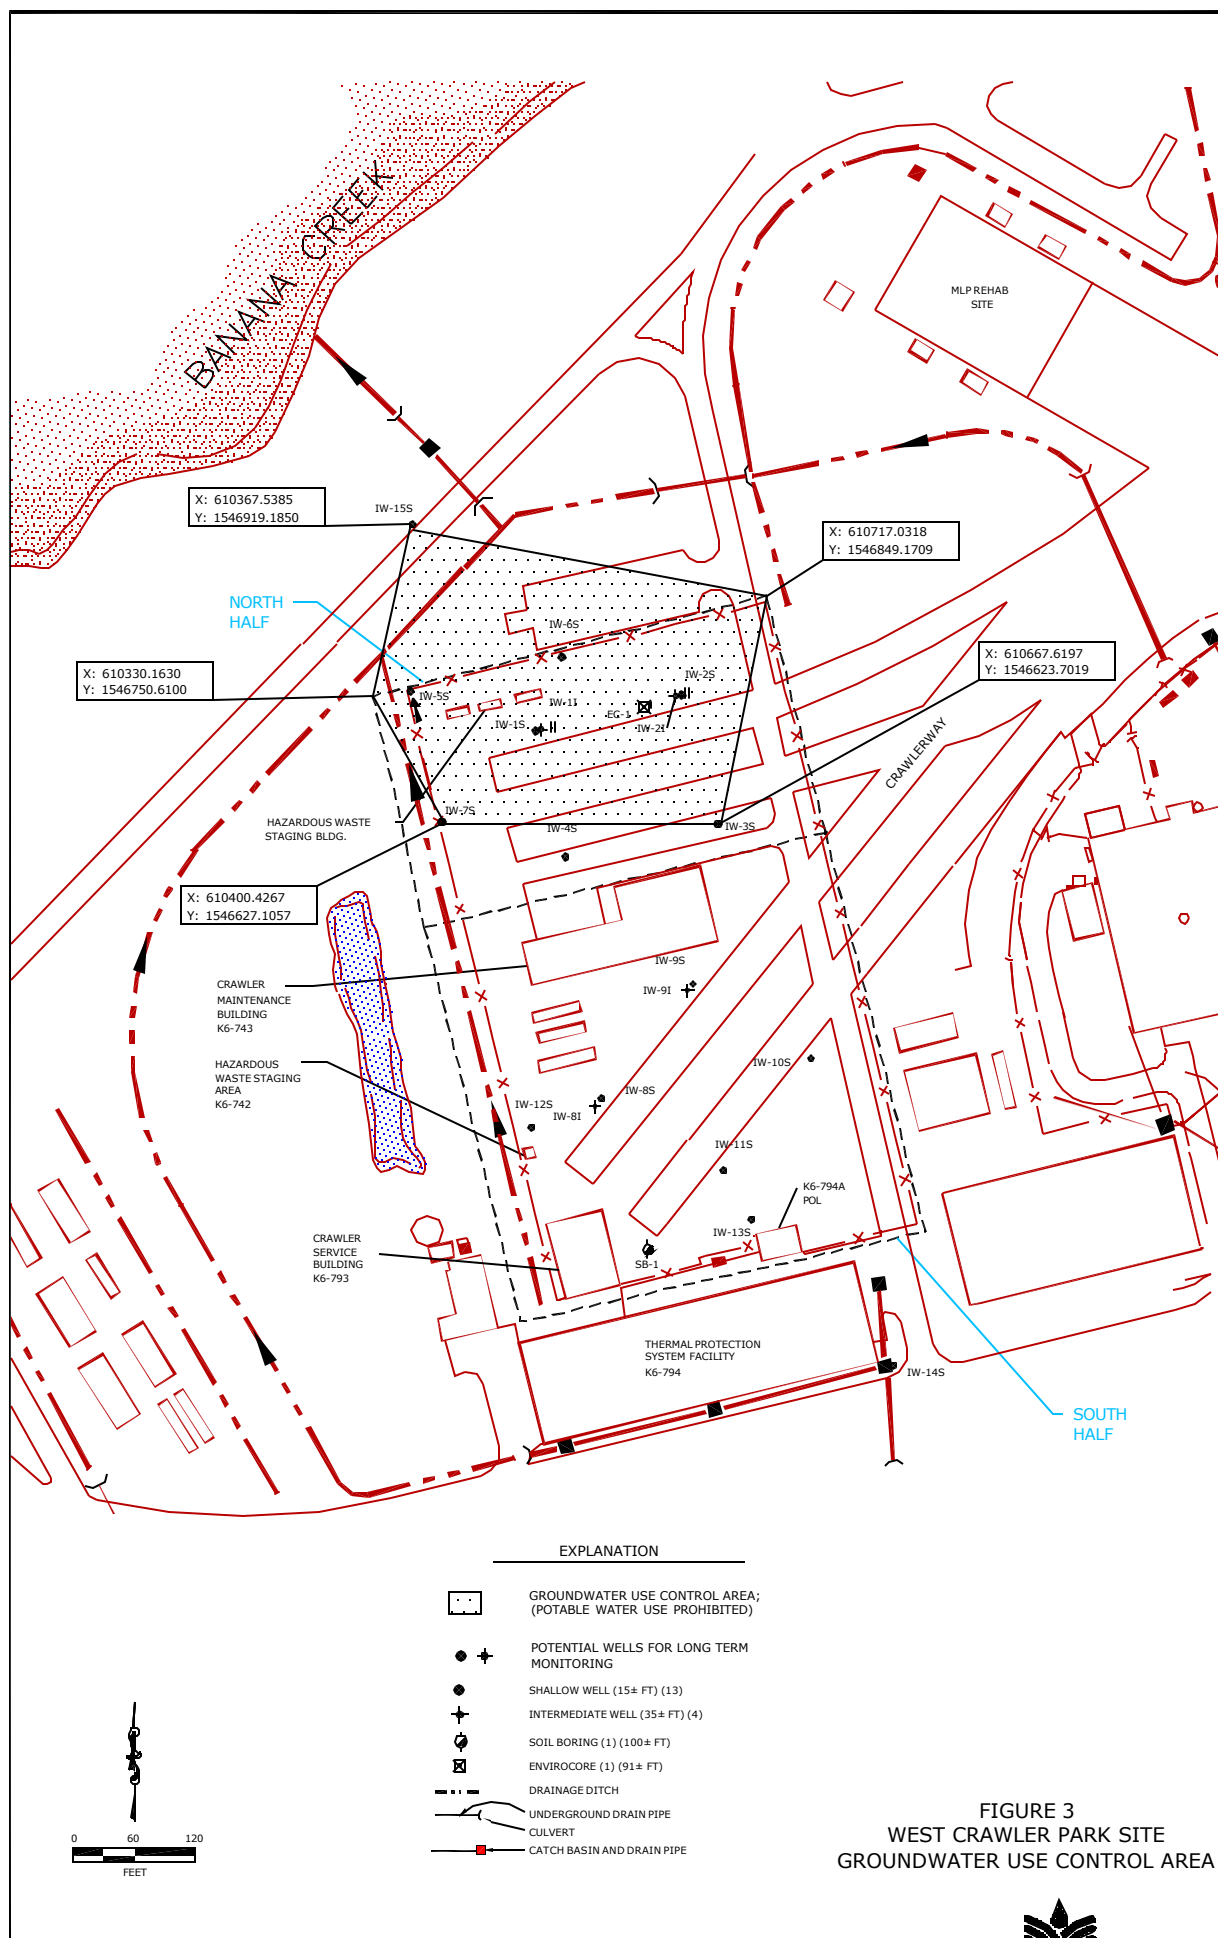 BANANA CREEK
MLP REHAB
SITE
X: 610367.5385
Y: 1546919.1850
IW-15S
X: 610717.0318
Y: 1546849.1709
NORTH
HALF
IW-6S
X: 610667.6197
Y: 1546623.7019
X: 610330.1630
Y: 1546750.6100
IW-5S
IW-2S
IW-1I
EC-1
IW-1S
IW-2I
CRAWLERWAY
IW-7S
HAZARDOUS WASTE
STAGING BLDG.
IW-4S
IW-3S
X: 610400.4267
Y: 1546627.1057
IW-9S
IW-9I
CRAWLER
MAINTENANCE
BUILDING
K6-743
HAZARDOUS
WASTE STAGING
AREA
K6-742
IW-10S
IW-8S
IW-12S
IW-8I
IW-11S
K6-794A
POL
IW-13S
CRAWLER
SERVICE
BUILDING
K6-793
SB-1
THERMAL PROTECTION
SYSTEM FACILITY
K6-794
IW-14S
SOUTH
HALF
EXPLANATION
GROUNDWATER USE CONTROL AREA;
(POTABLE WATER USE PROHIBITED)
POTENTIAL WELLS FOR LONG TERM
MONITORING
SHALLOW WELL (15± FT) (13)
INTERMEDIATE WELL (35± FT) (4)
SOIL BORING (1) (100± FT)
ENVIROCORE (1) (91± FT)
DRAINAGE DITCH
UNDERGROUND DRAIN PIPE
CULVERT
CATCH BASIN AND DRAIN PIPE
0 60 120
FEET
FIGURE 3
WEST CRAWLER PARK SITE
GROUNDWATER USE CONTROL AREA